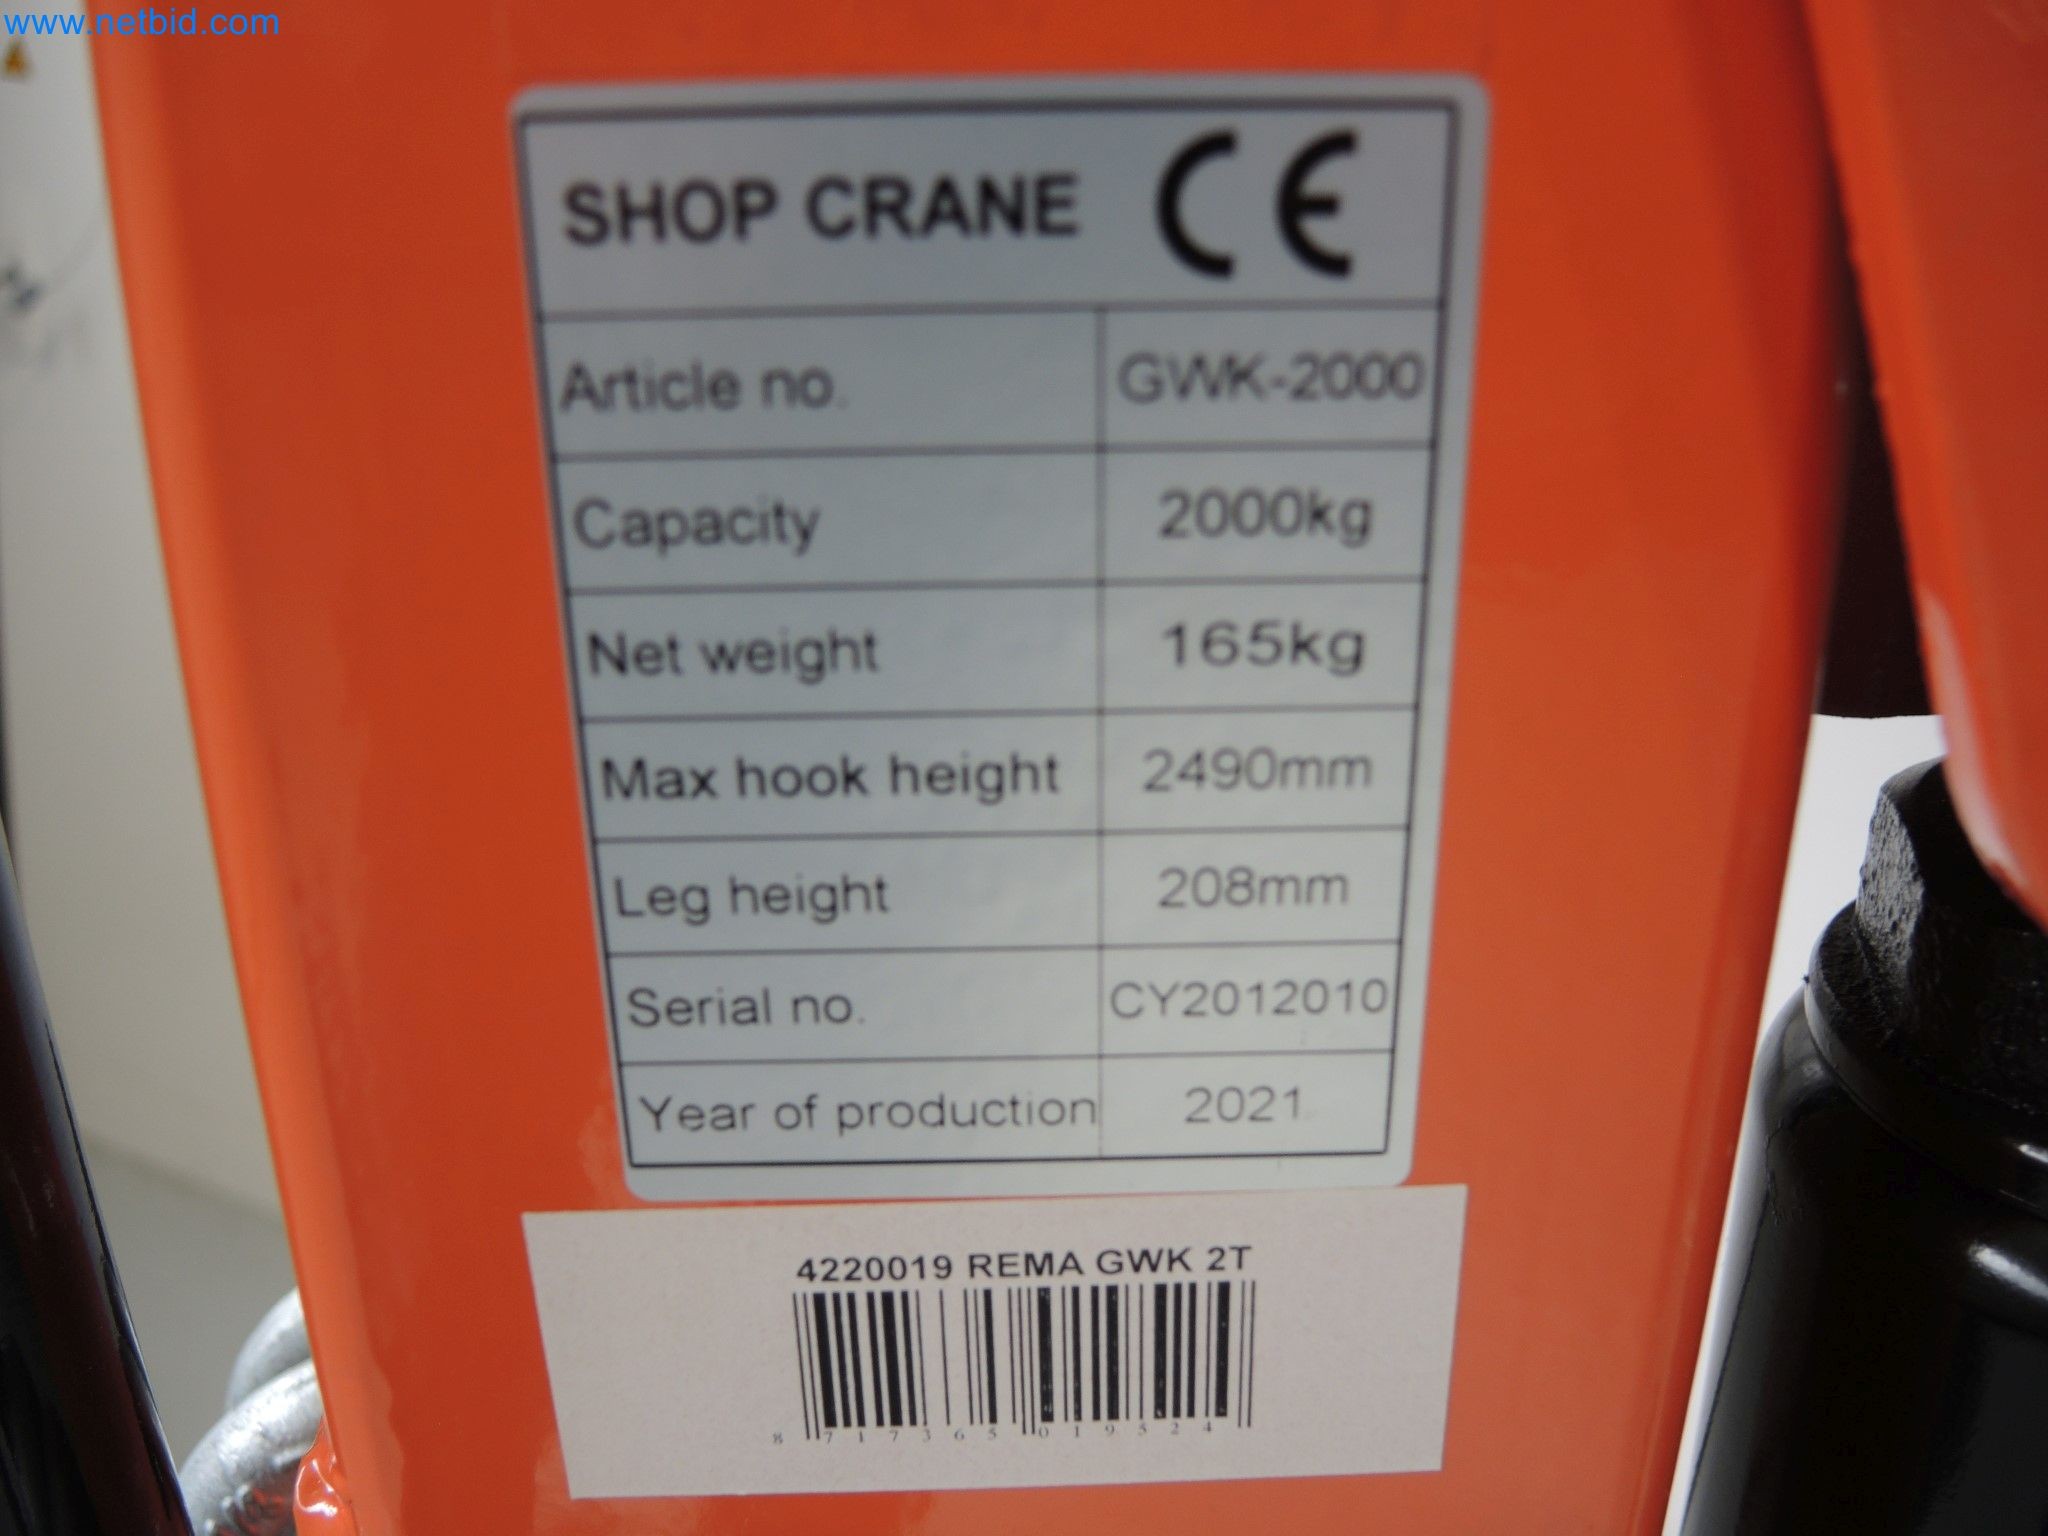 www.netbid.com
SHOP CRANE CE
Article no. GWK-2000
Capacity 2000kg
Net weight 165kg
Max hook height 2490mm
Leg height 208mm
Serial no. CY2012010
Year of production 2021
4220019 REMA GWK 2T
8 717365 019524